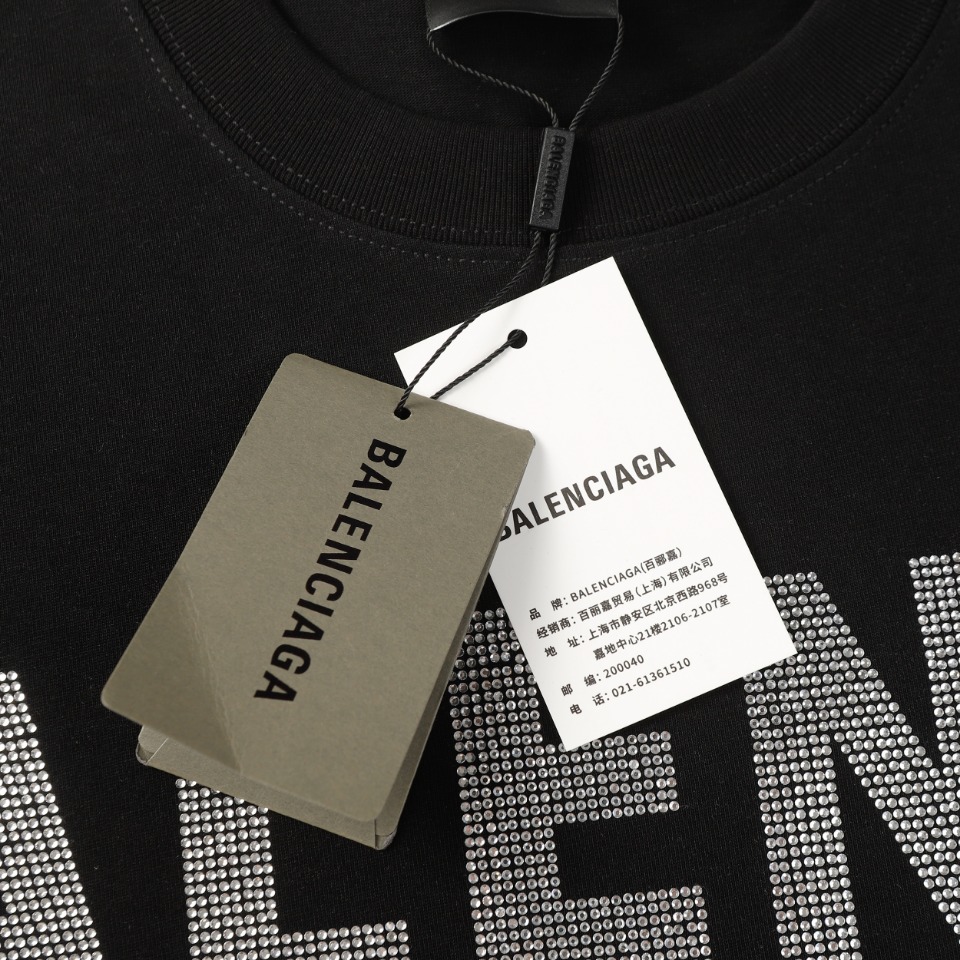 BALENCIAGA
BALENCIAGA
BALENCIAGA
品 牌：BALENCIAGA(百郦嘉)
经销商：百丽嘉贸易（上海）有限公司
地 址：上海市静安区北京西路968号
嘉地中心21楼2106-2107室
邮 编：200040
电 话：021-61361510
ALEN